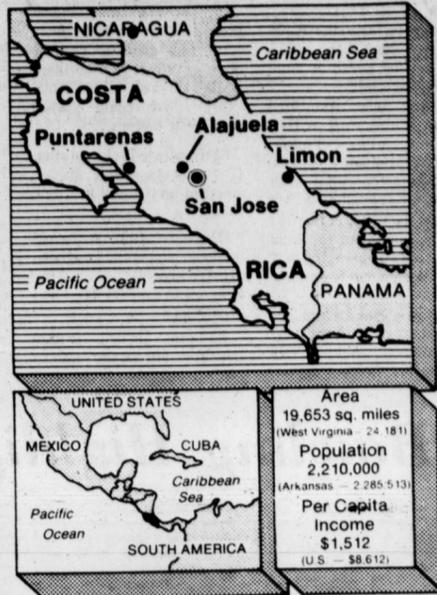 NICARAGUA
Caribbean Sea
COSTA
Puntarenas
Alajuela
Limon
San Jose
RICA
Pacific Ocean
PANAMA
UNITED STATES
MEXICO
CUBA
Caribbean
Sea
Pacific
Ocean
SOUTH AMERICA
Area
19,653 sq. miles
(West Virginia — 24,181)
Population
2,210,000
(Arkansas — 2,285,513)
Per Capita
Income
$1,512
(U.S. — $8,612)